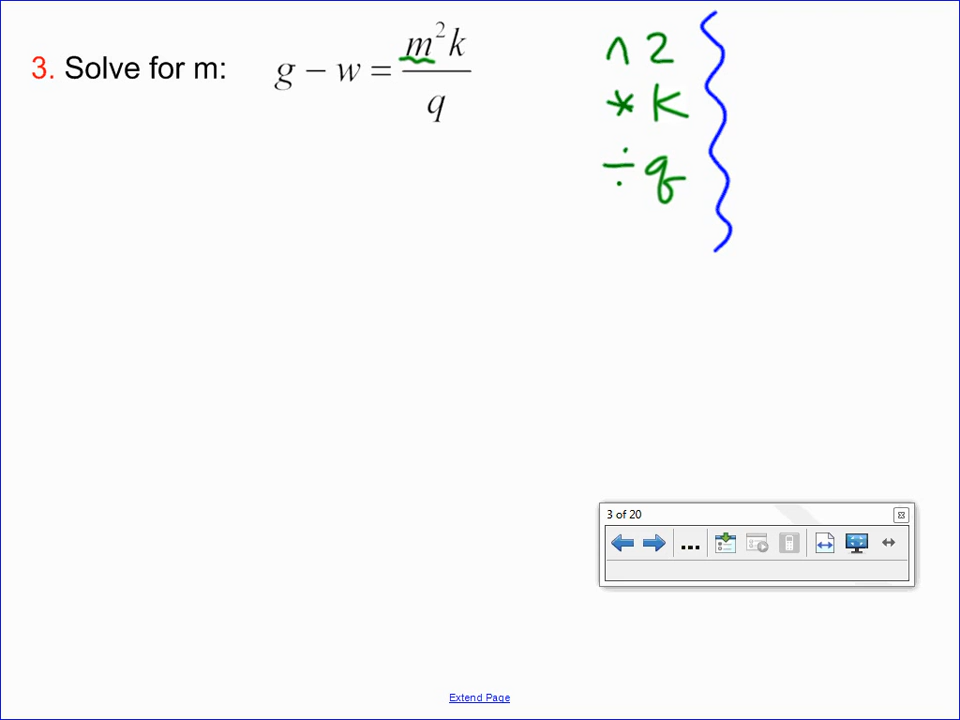 3. Solve for m: g − w = m²k / q
^ 2
* k
÷ q
3 of 20
...
Extend Page